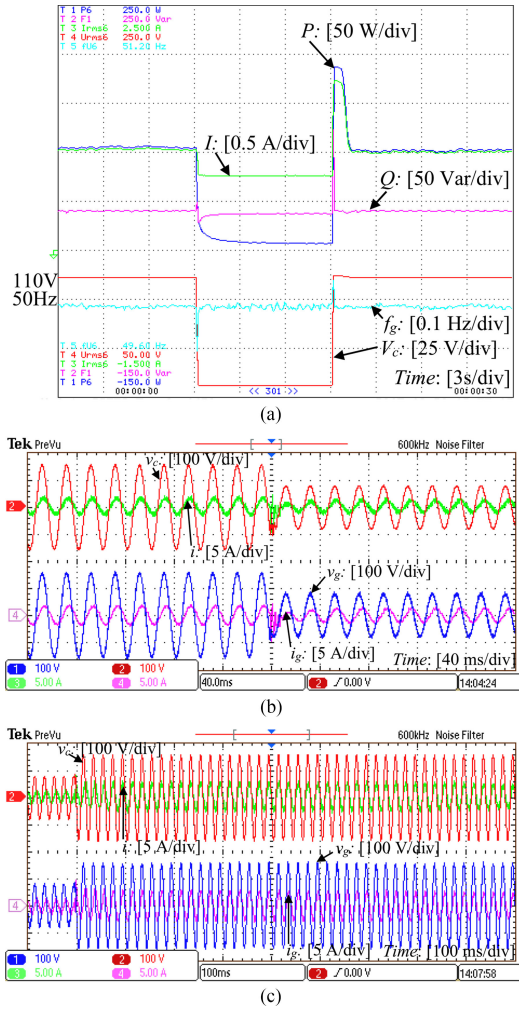 T 1 P6 250.0 W
T 2 F1 250.0 Var
T 3 Irms6 2.500 A
T 4 Urms6 250.0 V
T 5 fU6 51.20 Hz
P: [50 W/div]
I: [0.5 A/div]
Q: [50 Var/div]
110V
50Hz
fg: [0.1 Hz/div]
Vc: [25 V/div]
Time: [3s/div]
T 5 fU6 49.60 Hz
T 4 Urms6 50.00 V
T 3 Irms6 -1.500 A
T 2 F1 -150.0 Var
T 1 P6 -150.0 W
00:00:00 << 301 >> 00:00:30
(a)
Tek PreVu 600kHz Noise Filter
vc: [100 V/div]
2
i: [5 A/div]
vg: [100 V/div]
4
ig: [5 A/div]
Time: [40 ms/div]
1 100 V 2 100 V
3 5.00 A 4 5.00 A
40.0ms
2 0.00 V
14:04:24
(b)
Tek PreVu 600kHz Noise Filter
vc: [100 V/div]
2
i: [5 A/div]
vg: [100 V/div]
4
ig: [5 A/div]
Time: [100 ms/div]
1 100 V 2 100 V
3 5.00 A 4 5.00 A
100ms
2 0.00 V
14:07:58
(c)